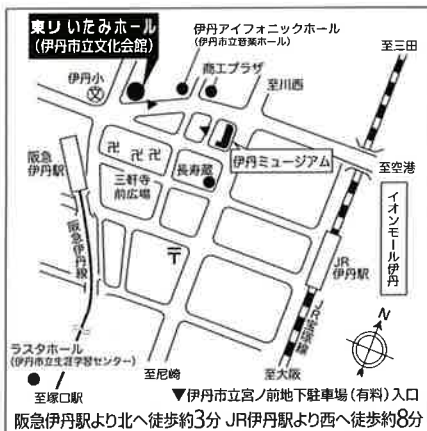 東リ いたみホール
(伊丹市立文化会館)
伊丹アイフォニックホール
(伊丹市立音楽ホール)
至三田
伊丹小
文
商工プラザ
至川西
阪急
伊丹駅
卍
卍 卍
伊丹ミュージアム
至空港
長寿蔵
三軒寺
前広場
イオンモール伊丹
阪急伊丹線
〒
JR
伊丹駅
JR宝塚線
N
ラスタホール
(伊丹市立生涯学習センター)
至塚口駅
至尼崎
至大阪
▼伊丹市立宮ノ前地下駐車場(有料)入口
阪急伊丹駅より北へ徒歩約3分 JR伊丹駅より西へ徒歩約8分